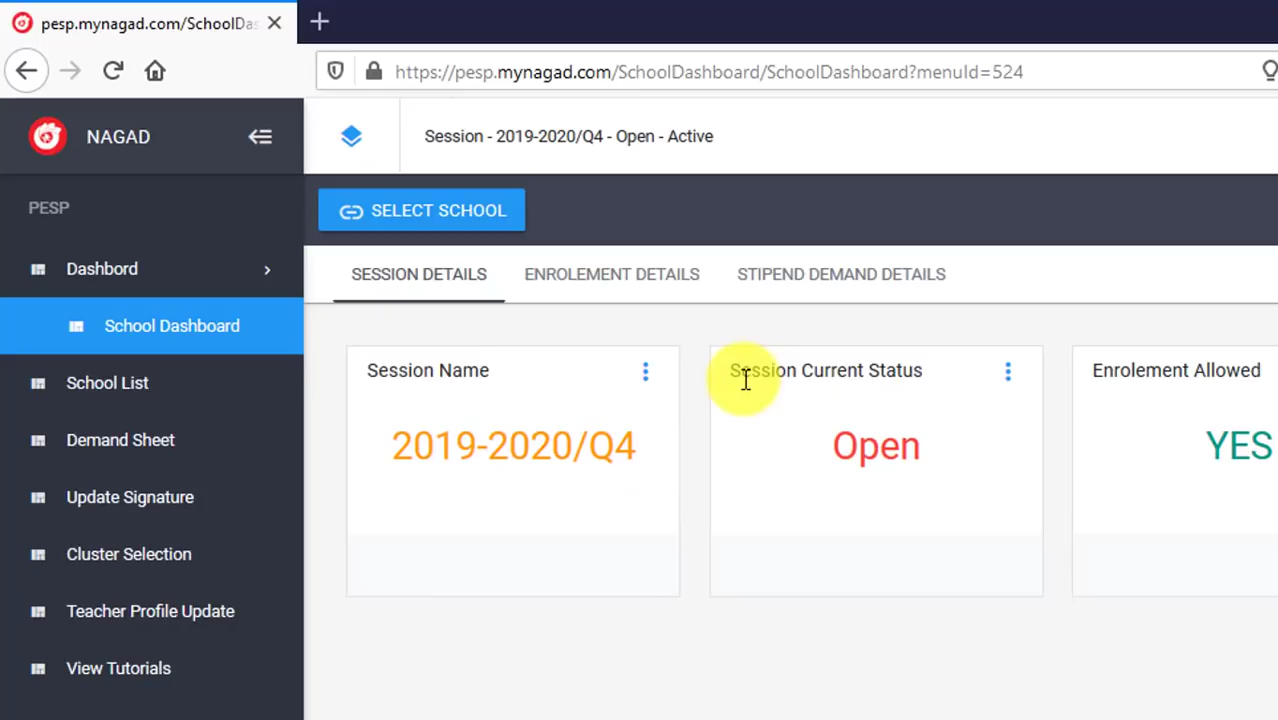 pesp.mynagad.com/SchoolDa
https://pesp.mynagad.com/SchoolDashboard/SchoolDashboard?menuId=524
NAGAD
Session - 2019-2020/Q4 - Open - Active
PESP
SELECT SCHOOL
Dashbord
SESSION DETAILS ENROLEMENT DETAILS STIPEND DEMAND DETAILS
School Dashboard
School List
Session Name Session Current Status Enrolement Allowed
Demand Sheet
2019-2020/Q4 Open YES
Update Signature
Cluster Selection
Teacher Profile Update
View Tutorials